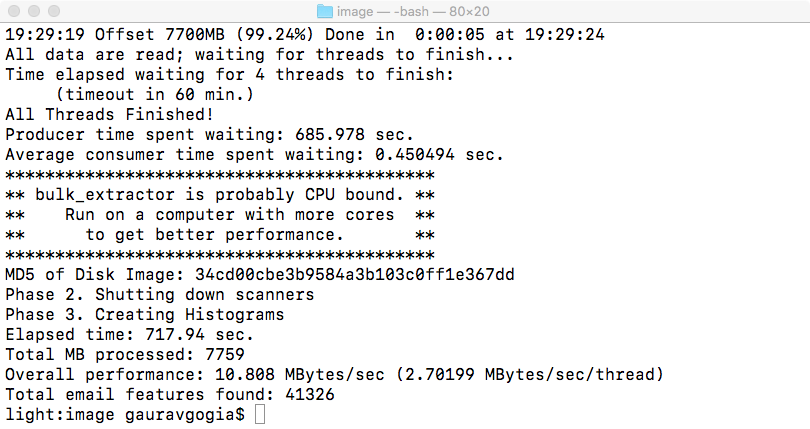 image — -bash — 80×20
19:29:19 Offset 7700MB (99.24%) Done in  0:00:05 at 19:29:24
All data are read; waiting for threads to finish...
Time elapsed waiting for 4 threads to finish:
     (timeout in 60 min.)
All Threads Finished!
Producer time spent waiting: 685.978 sec.
Average consumer time spent waiting: 0.450494 sec.
*******************************************
** bulk_extractor is probably CPU bound. **
**    Run on a computer with more cores  **
**      to get better performance.       **
*******************************************
MD5 of Disk Image: 34cd00cbe3b9584a3b103c0ff1e367dd
Phase 2. Shutting down scanners
Phase 3. Creating Histograms
Elapsed time: 717.94 sec.
Total MB processed: 7759
Overall performance: 10.808 MBytes/sec (2.70199 MBytes/sec/thread)
Total email features found: 41326
light:image gauravgogia$